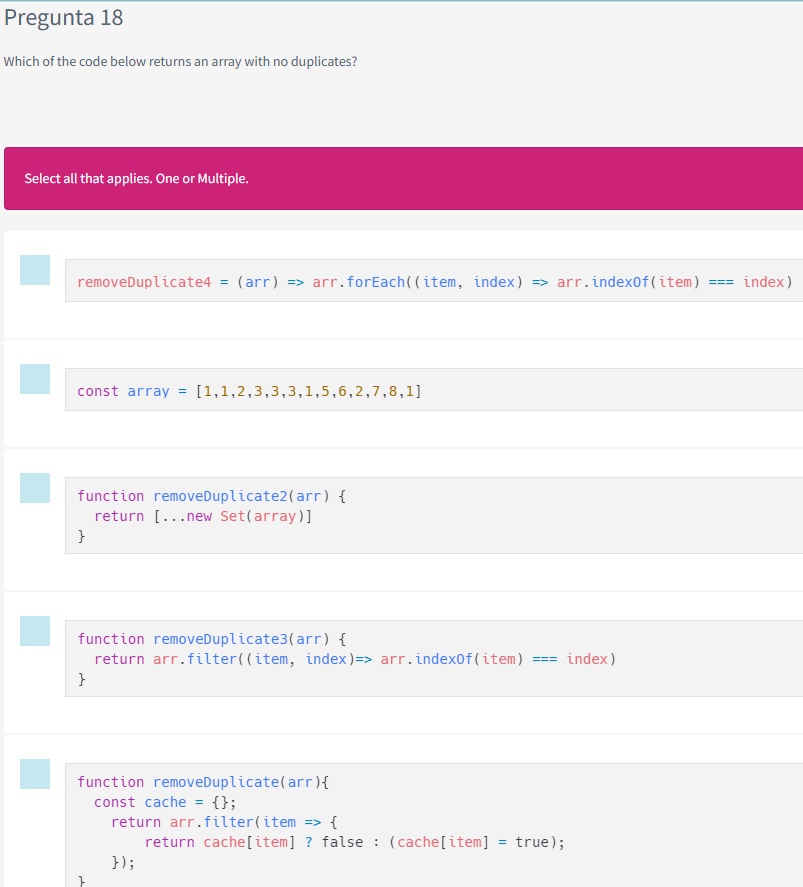 Pregunta 18
Which of the code below returns an array with no duplicates?
Select all that applies. One or Multiple.
removeDuplicate4 = (arr) => arr.forEach((item, index) => arr.indexOf(item) === index)
const array = [1,1,2,3,3,3,1,5,6,2,7,8,1]
function removeDuplicate2(arr) {
  return [...new Set(array)]
}
function removeDuplicate3(arr) {
  return arr.filter((item, index)=> arr.indexOf(item) === index)
}
function removeDuplicate(arr){
  const cache = {};
    return arr.filter(item => {
        return cache[item] ? false : (cache[item] = true);
    });
}